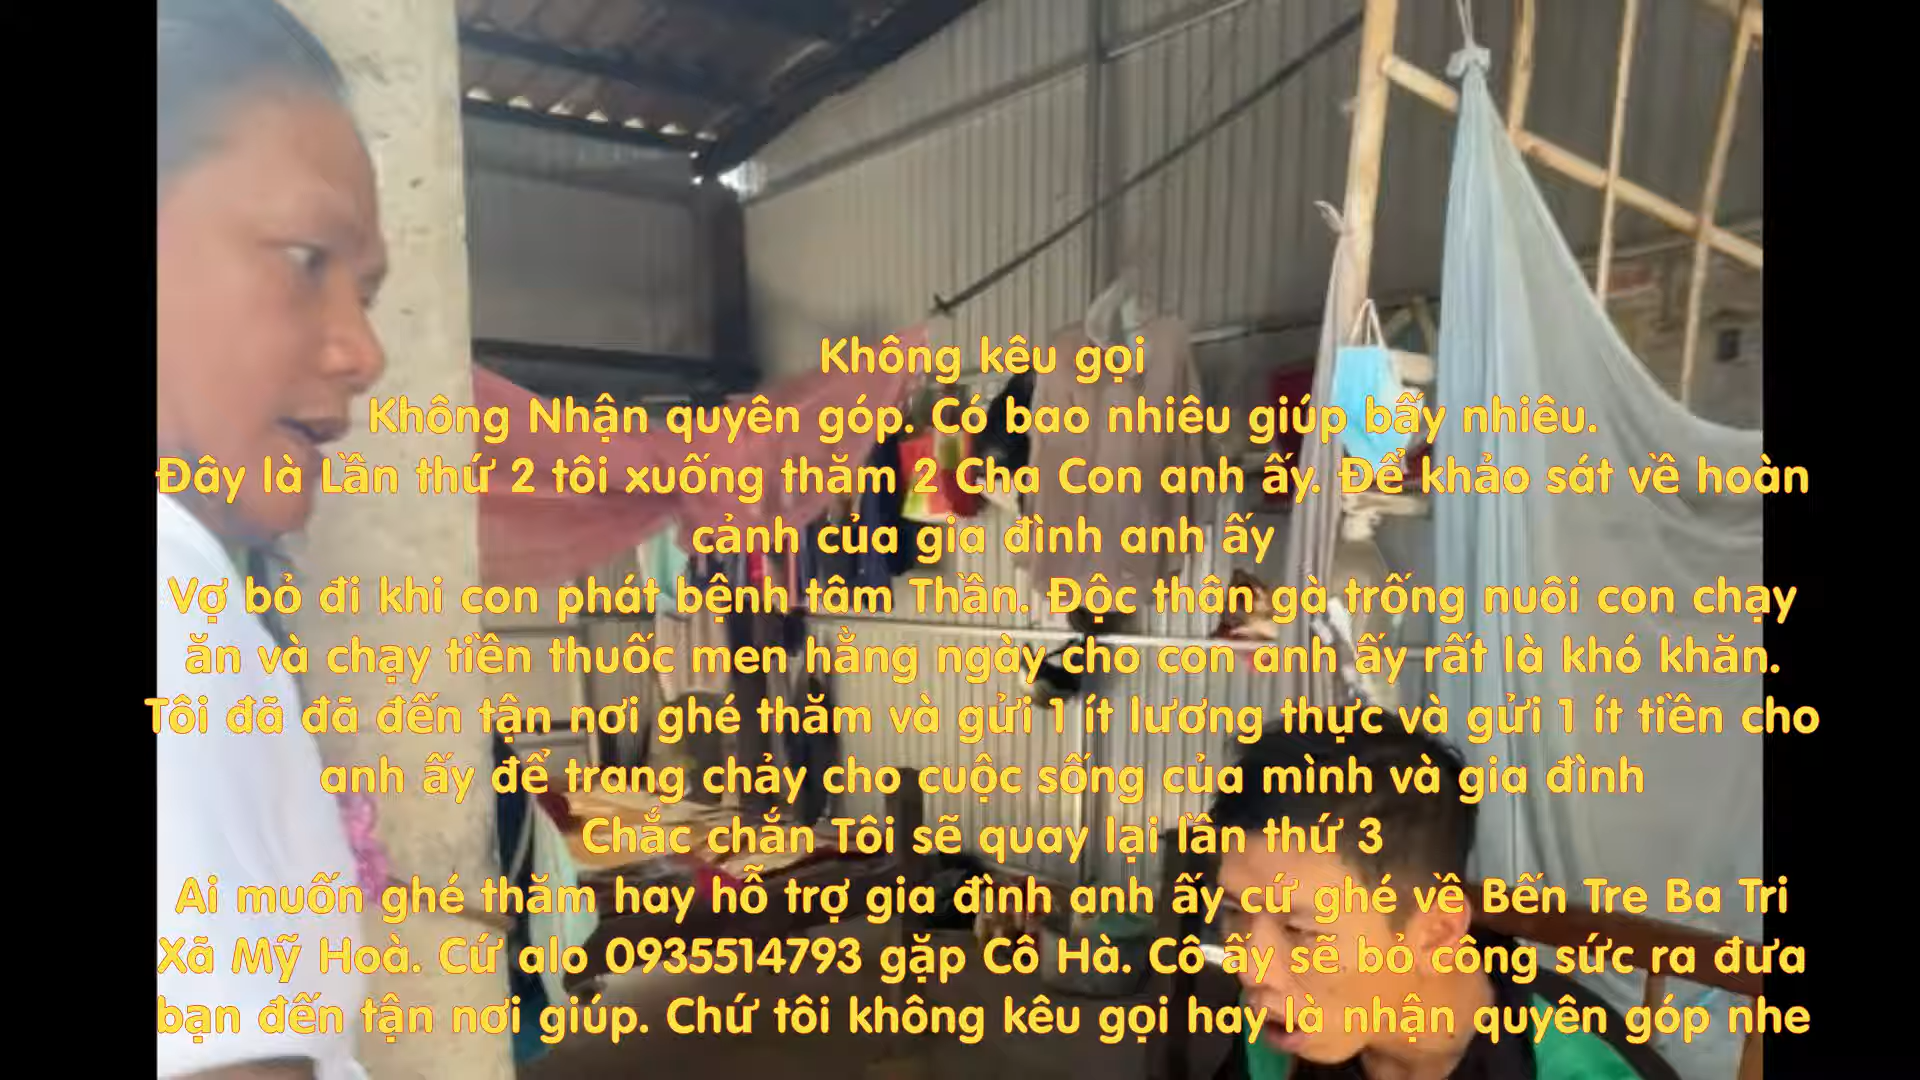 Không kêu gọi
Không Nhận quyên góp. Có bao nhiêu giúp bấy nhiêu.
Đây là Lần thứ 2 tôi xuống thăm 2 Cha Con anh ấy. Để khảo sát về hoàn
cảnh của gia đình anh ấy
Vợ bỏ đi khi con phát bệnh tâm Thần. Độc thân gà trống nuôi con chạy
ăn và chạy tiền thuốc men hằng ngày cho con anh ấy rất là khó khăn.
Tôi đã đã đến tận nơi ghé thăm và gửi 1 ít lương thực và gửi 1 ít tiền cho
anh ấy để trang chảy cho cuộc sống của mình và gia đình
Chắc chắn Tôi sẽ quay lại lần thứ 3
Ai muốn ghé thăm hay hỗ trợ gia đình anh ấy cứ ghé về Bến Tre Ba Tri
Xã Mỹ Hoà. Cứ alo 0935514793 gặp Cô Hà. Cô ấy sẽ bỏ công sức ra đưa
bạn đến tận nơi giúp. Chứ tôi không kêu gọi hay là nhận quyên góp nhe